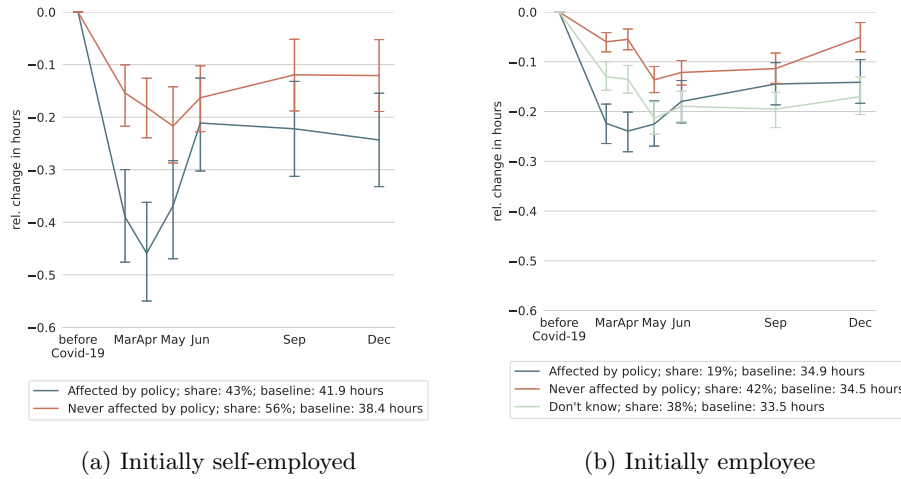 0.0
−0.1
−0.2
−0.3
−0.4
−0.5
−0.6
rel. change in hours
before
Covid-19
Mar
Apr
May
Jun
Sep
Dec
Affected by policy; share: 43%; baseline: 41.9 hours
Never affected by policy; share: 56%; baseline: 38.4 hours
(a) Initially self-employed
0.0
−0.1
−0.2
−0.3
−0.4
−0.5
−0.6
rel. change in hours
before
Covid-19
Mar
Apr
May
Jun
Sep
Dec
Affected by policy; share: 19%; baseline: 34.9 hours
Never affected by policy; share: 42%; baseline: 34.5 hours
Don't know; share: 38%; baseline: 33.5 hours
(b) Initially employee